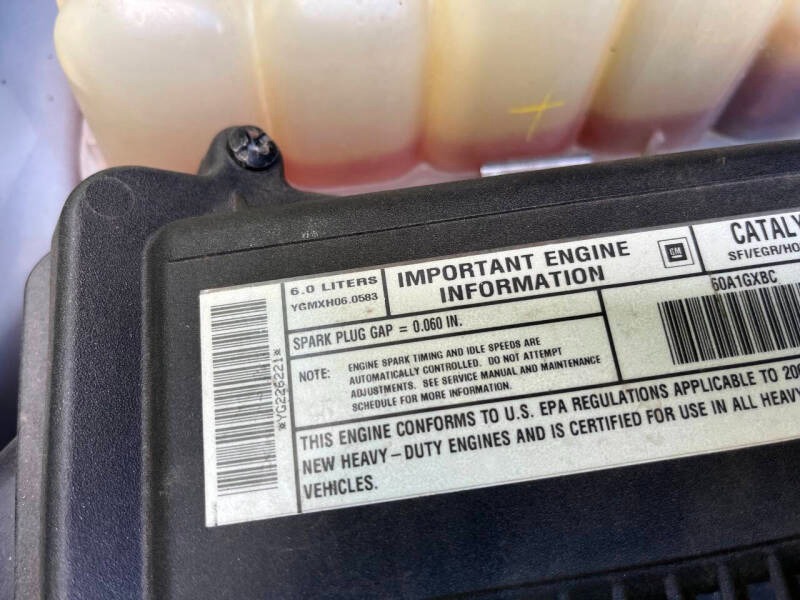 6.0 LITERS
YGMXH06.0583
IMPORTANT ENGINE
INFORMATION
GM
SFI/EGR/HO
60A1GXBC
SPARK PLUG GAP = 0.060 IN.
NOTE: ENGINE SPARK TIMING AND IDLE SPEEDS ARE
AUTOMATICALLY CONTROLLED. DO NOT ATTEMPT
ADJUSTMENTS. SEE SERVICE MANUAL AND MAINTENANCE
SCHEDULE FOR MORE INFORMATION.
*YG226221*
THIS ENGINE CONFORMS TO U.S. EPA REGULATIONS APPLICABLE TO 200
NEW HEAVY-DUTY ENGINES AND IS CERTIFIED FOR USE IN ALL HEAVY
VEHICLES.